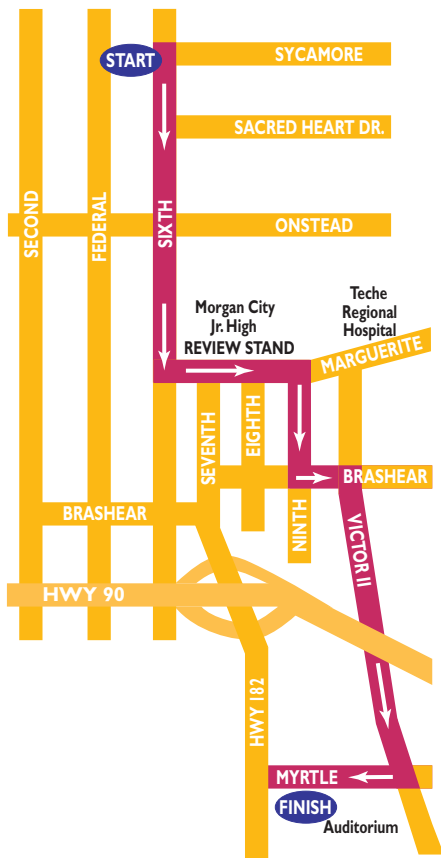 START
SYCAMORE
SACRED HEART DR.
SECOND
FEDERAL
SIXTH
ONSTEAD
Morgan City
Jr. High
REVIEW STAND
Teche
Regional
Hospital
MARGUERITE
SEVENTH
EIGHTH
NINTH
BRASHEAR
BRASHEAR
VICTOR II
HWY 90
HWY 182
MYRTLE
FINISH
Auditorium